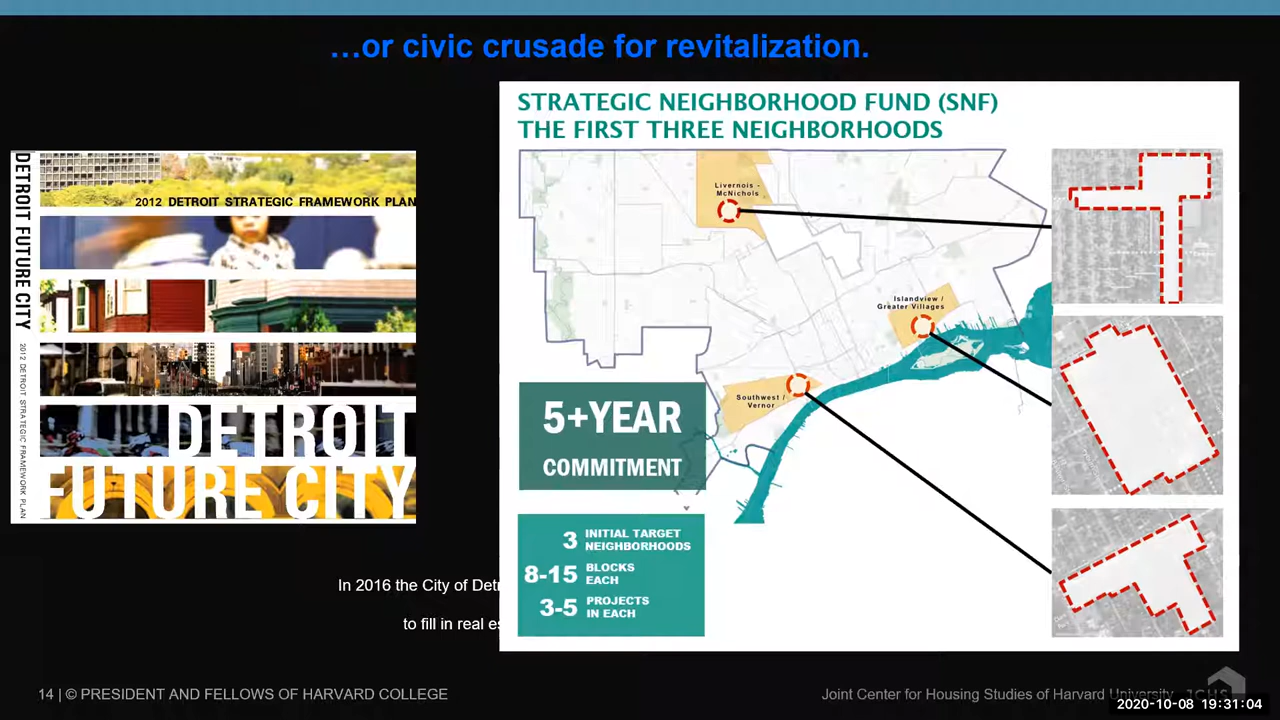 …or civic crusade for revitalization.
DETROIT FUTURE CITY
2012 DETROIT STRATEGIC FRAMEWORK PLAN
2012 DETROIT STRATEGIC FRAMEWORK PLAN
DETROIT
FUTURE CITY
STRATEGIC NEIGHBORHOOD FUND (SNF)
THE FIRST THREE NEIGHBORHOODS
Livernois -
McNichols
Islandview /
Greater Villages
Southwest /
Vernor
5+YEAR
COMMITMENT
3 INITIAL TARGET
NEIGHBORHOODS
8-15 BLOCKS
EACH
3-5 PROJECTS
IN EACH
In 2016 the City of Det
to fill in real es
14 | © PRESIDENT AND FELLOWS OF HARVARD COLLEGE
Joint Center for Housing Studies of Harvard University JCHS
2020-10-08 19:31:04